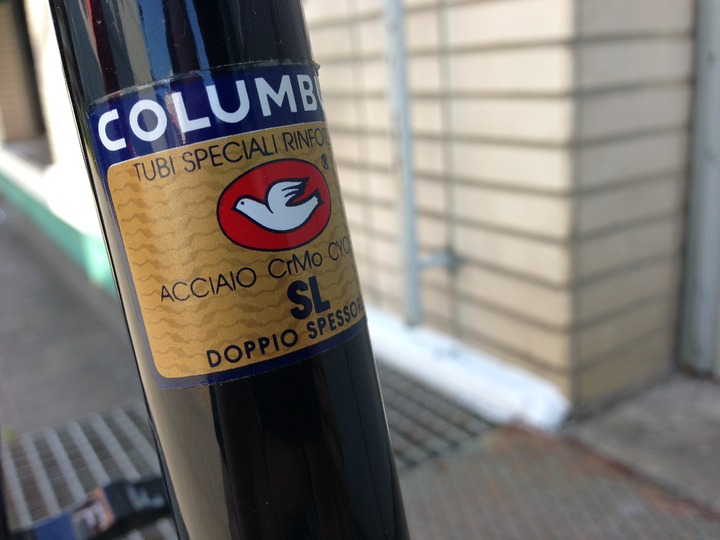 COLUMB
TUBI SPECIALI RINFO
®
ACCIAIO CrMo CYC
SL
DOPPIO SPESSOR